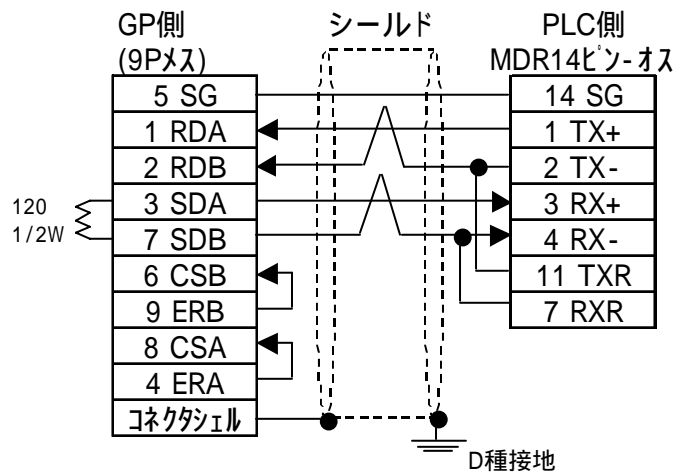 GP側
シールド
PLC側
(9Pメス)
MDR14ピン-オス
5 SG
14 SG
1 RDA
1 TX+
2 RDB
2 TX-
3 SDA
3 RX+
120
1/2W
7 SDB
4 RX-
6 CSB
11 TXR
9 ERB
7 RXR
8 CSA
4 ERA
コネクタシェル
D種接地